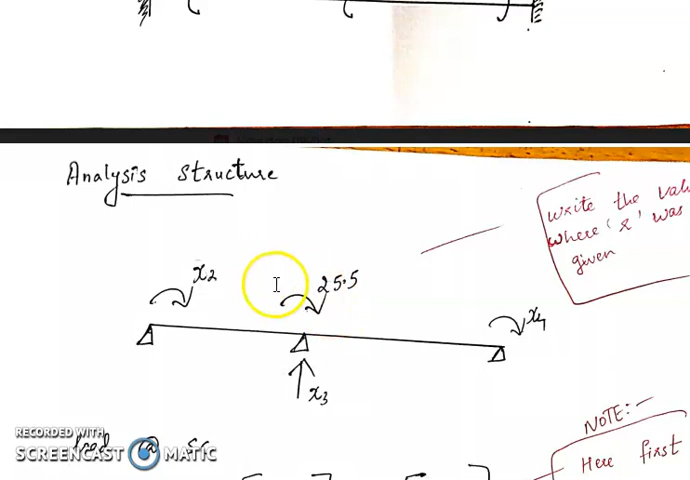 Analysis structure
write the
where 'x' was
given
x2
25.5
x4
x3
NOTE:-
RECORDED WITH
SCREENCAST MATIC
Here first